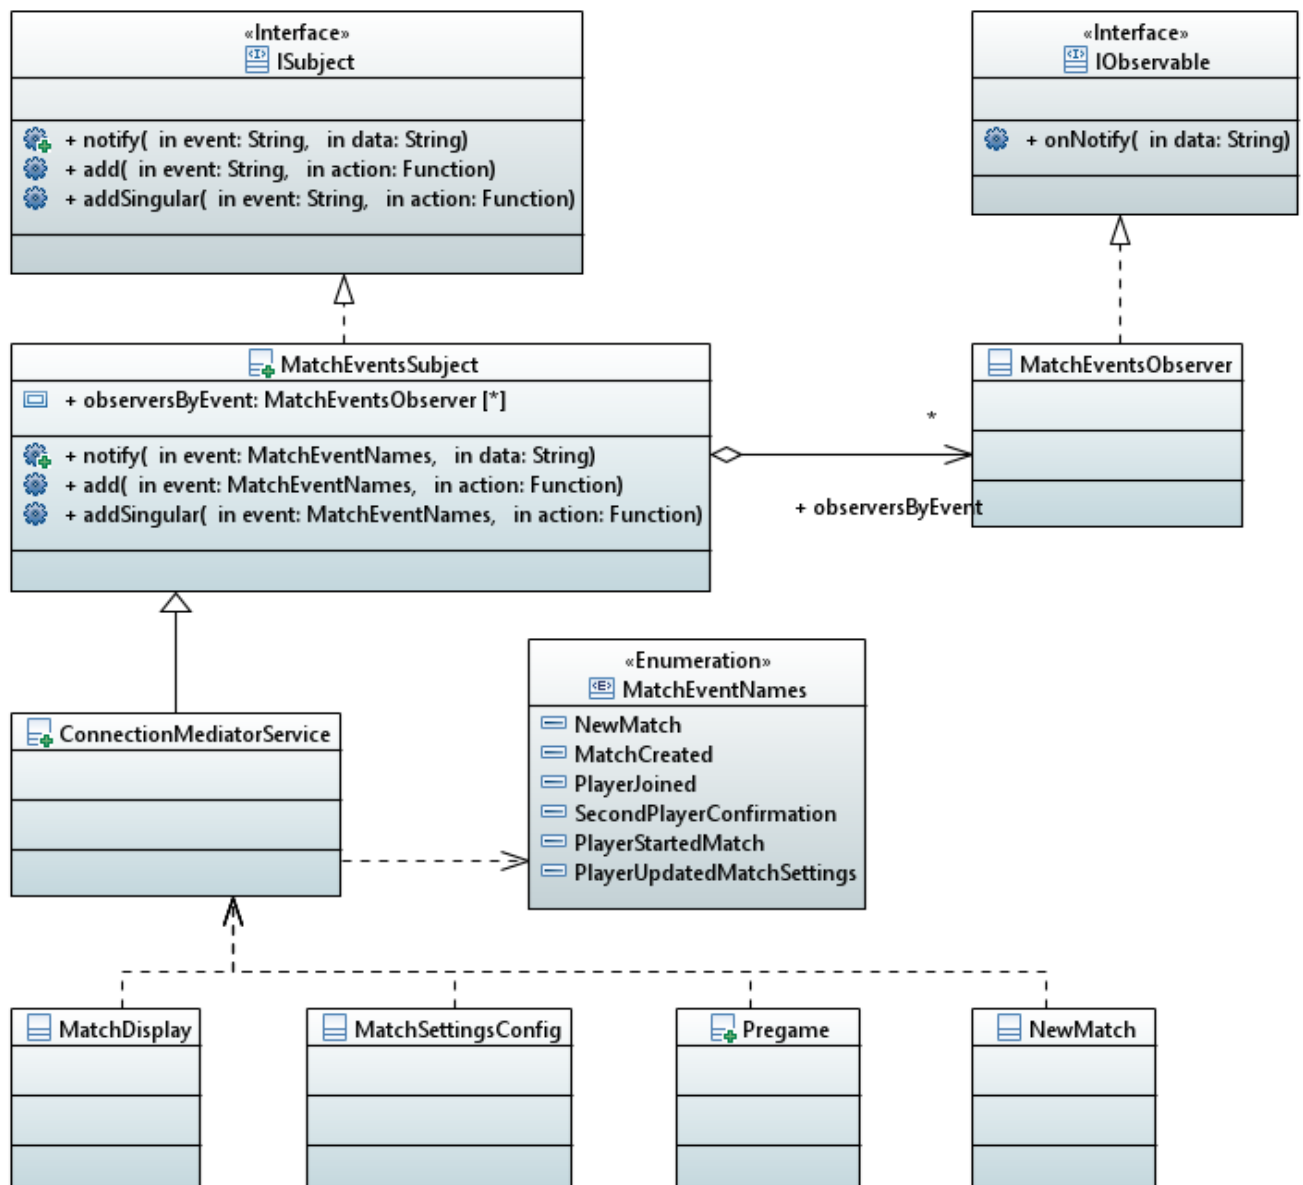 «Interface»
ISubject
+ notify( in event: String, in data: String)
+ add( in event: String, in action: Function)
+ addSingular( in event: String, in action: Function)
«Interface»
IObservable
+ onNotify( in data: String)
MatchEventsSubject
+ observersByEvent: MatchEventsObserver [*]
+ notify( in event: MatchEventNames, in data: String)
+ add( in event: MatchEventNames, in action: Function)
+ addSingular( in event: MatchEventNames, in action: Function)
*
+ observersByEvent
MatchEventsObserver
ConnectionMediatorService
«Enumeration»
MatchEventNames
NewMatch
MatchCreated
PlayerJoined
SecondPlayerConfirmation
PlayerStartedMatch
PlayerUpdatedMatchSettings
MatchDisplay
MatchSettingsConfig
Pregame
NewMatch